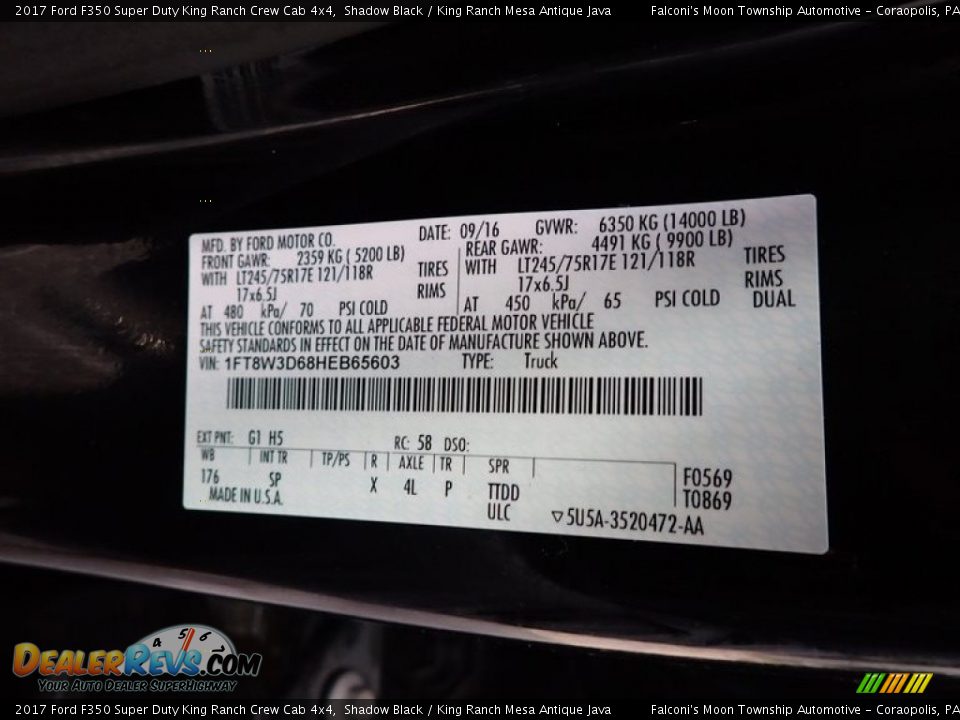 2017 Ford F350 Super Duty King Ranch Crew Cab 4x4, Shadow Black / King Ranch Mesa Antique Java Falconi's Moon Township Automotive - Coraopolis, PA
MFD. BY FORD MOTOR CO. DATE: 09/16 GVWR: 6350 KG (14000 LB)
FRONT GAWR: 2359 KG ( 5200 LB) REAR GAWR: 4491 KG ( 9900 LB)
WITH LT245/75R17E 121/118R TIRES WITH LT245/75R17E 121/118R TIRES
17x6.5J RIMS 17x6.5J RIMS
AT 480 kPa/ 70 PSI COLD AT 450 kPa/ 65 PSI COLD DUAL
THIS VEHICLE CONFORMS TO ALL APPLICABLE FEDERAL MOTOR VEHICLE
SAFETY STANDARDS IN EFFECT ON THE DATE OF MANUFACTURE SHOWN ABOVE.
VIN: 1FT8W3D68HEB65603 TYPE: Truck
EXT PNT: G1 H5 RC: 58 DSO:
WB INT TR TP/PS R AXLE TR SPR F0569
176 SP X 4L P TTDD T0869
MADE IN U.S.A. ULC ▽5U5A-3520472-AA
4 5 6
DEALERREVS.COM
YOUR AUTO DEALER SUPERHIGHWAY
2017 Ford F350 Super Duty King Ranch Crew Cab 4x4, Shadow Black / King Ranch Mesa Antique Java Falconi's Moon Township Automotive - Coraopolis, PA